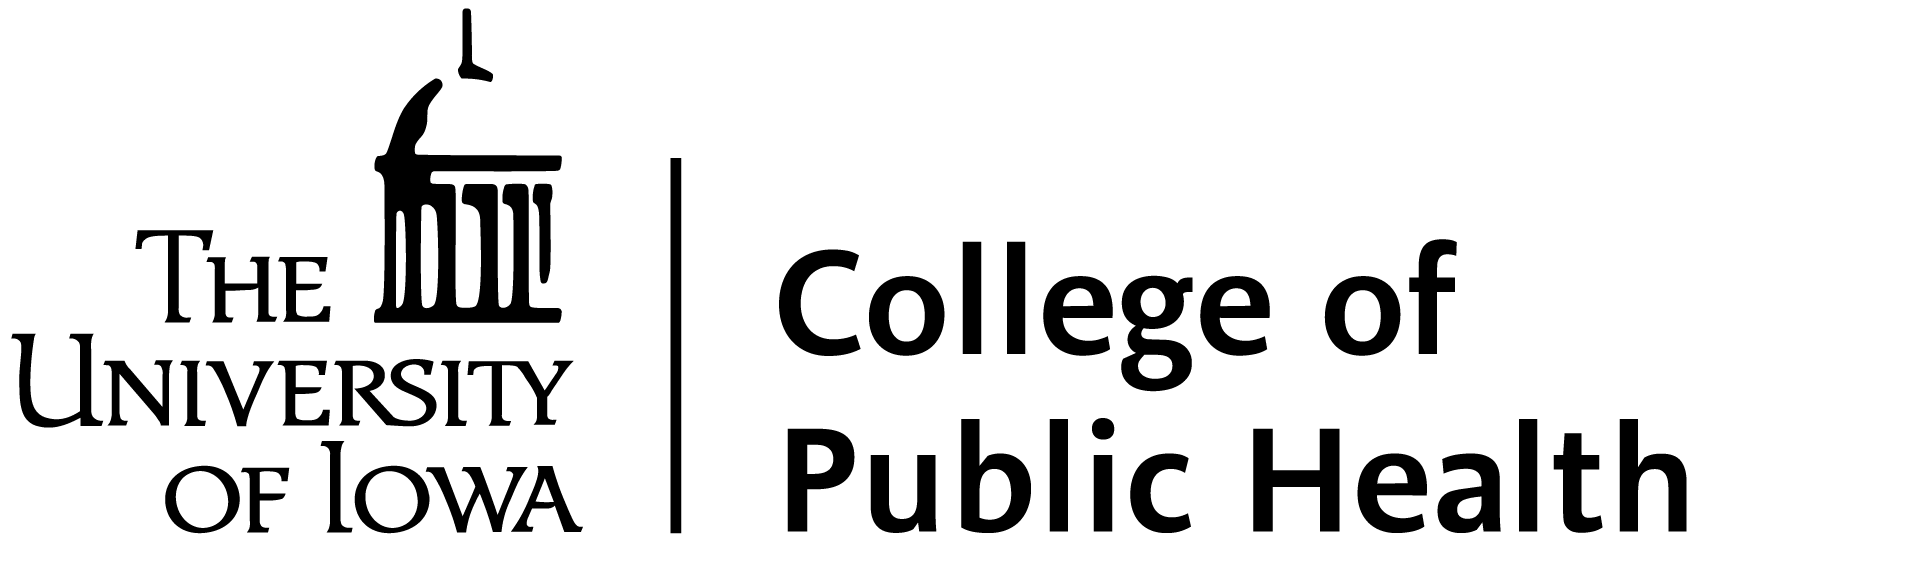 THE
UNIVERSITY
OF IOWA
College of
Public Health